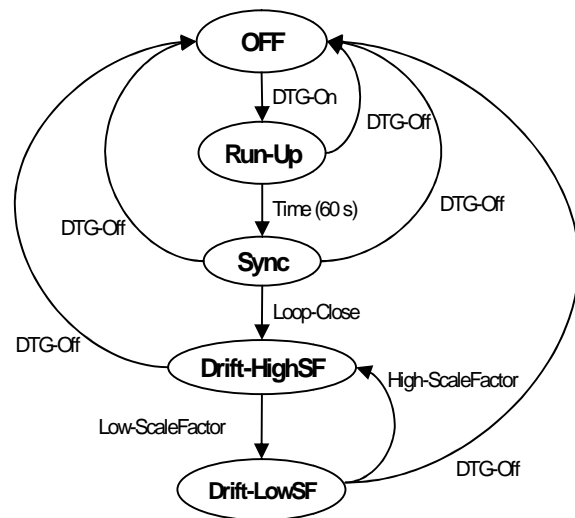 OFF
DTG-On
DTG-Off
Run-Up
Time (60 s)
DTG-Off
DTG-Off
Sync
Loop-Close
DTG-Off
Drift-HighSF
High-ScaleFactor
Low-ScaleFactor
DTG-Off
Drift-LowSF